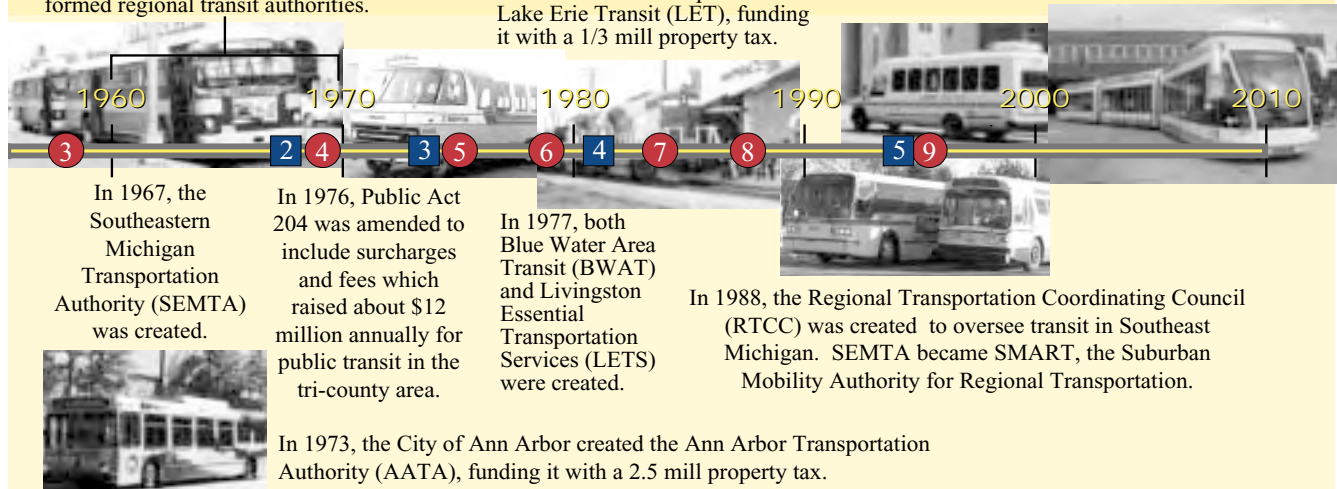 formed regional transit authorities.
Lake Erie Transit (LET), funding
it with a 1/3 mill property tax.
1960 1970 1980 1990 2000 2010
3 2 4 3 5 6 4 7 8 5 9
In 1967, the
Southeastern
Michigan
Transportation
Authority (SEMTA)
was created.
In 1976, Public Act
204 was amended to
include surcharges
and fees which
raised about $12
million annually for
public transit in the
tri-county area.
In 1977, both
Blue Water Area
Transit (BWAT)
and Livingston
Essential
Transportation
Services (LETS)
were created.
In 1988, the Regional Transportation Coordinating Council
(RTCC) was created to oversee transit in Southeast
Michigan. SEMTA became SMART, the Suburban
Mobility Authority for Regional Transportation.
In 1973, the City of Ann Arbor created the Ann Arbor Transportation
Authority (AATA), funding it with a 2.5 mill property tax.